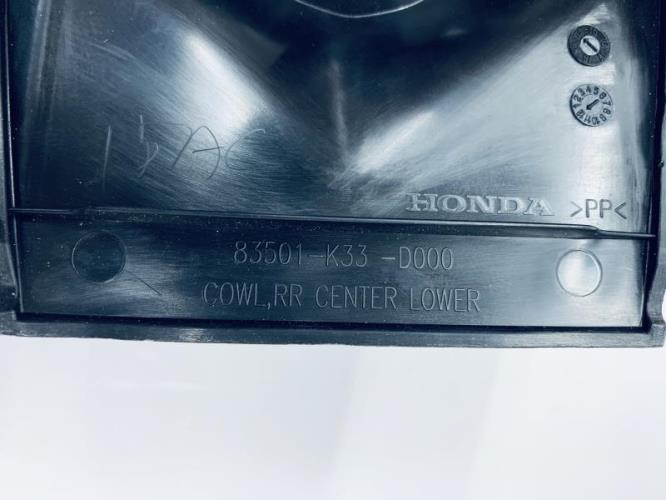 HONDA >PP<
83501-K33-D000
COWL,RR CENTER LOWER